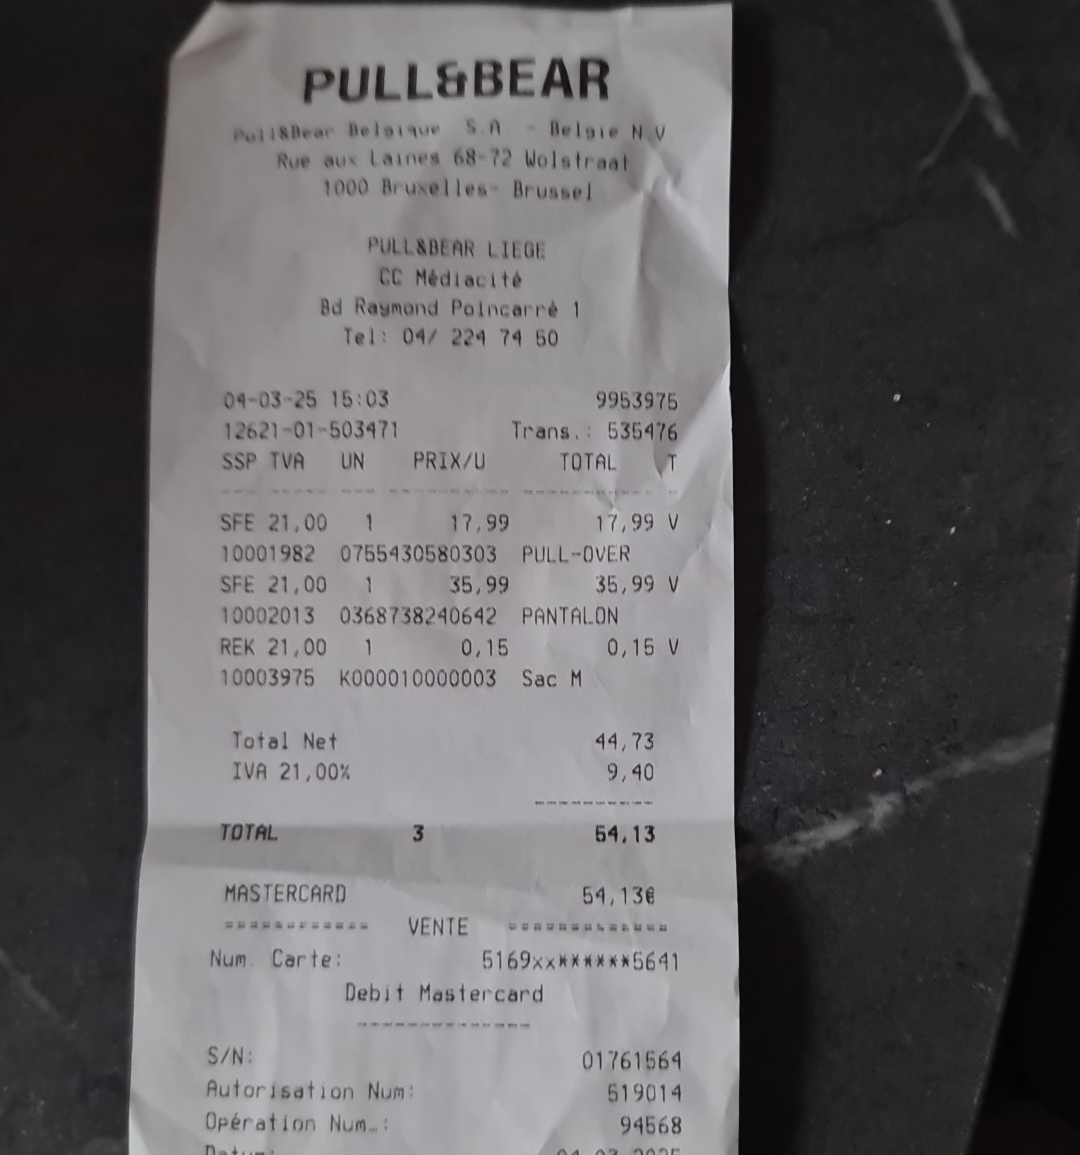 PULL&BEAR
Pull&Bear Belgique S.A - Belgie N.V
Rue aux Laines 68-72 Wolstraat
1000 Bruxelles- Brussel
PULL&BEAR LIEGE
CC Médiacité
Bd Raymond Poincarré 1
Tel: 04/ 224 74 50
04-03-25 15:03 9953975
12621-01-503471 Trans.: 535476
SSP TVA UN PRIX/U TOTAL T
SFE 21,00 1 17,99 17,99 V
10001982 0755430580303 PULL-OVER
SFE 21,00 1 35,99 35,99 V
10002013 0368738240642 PANTALON
REK 21,00 1 0,15 0,15 V
10003975 K000010000003 Sac M
Total Net 44,73
IVA 21,00% 9,40
TOTAL 3 54,13
MASTERCARD 54,13€
============ VENTE =============
Num. Carte: 5169xx******5641
Debit Mastercard
S/N: 01761564
Autorisation Num: 519014
Opération Num.: 94568